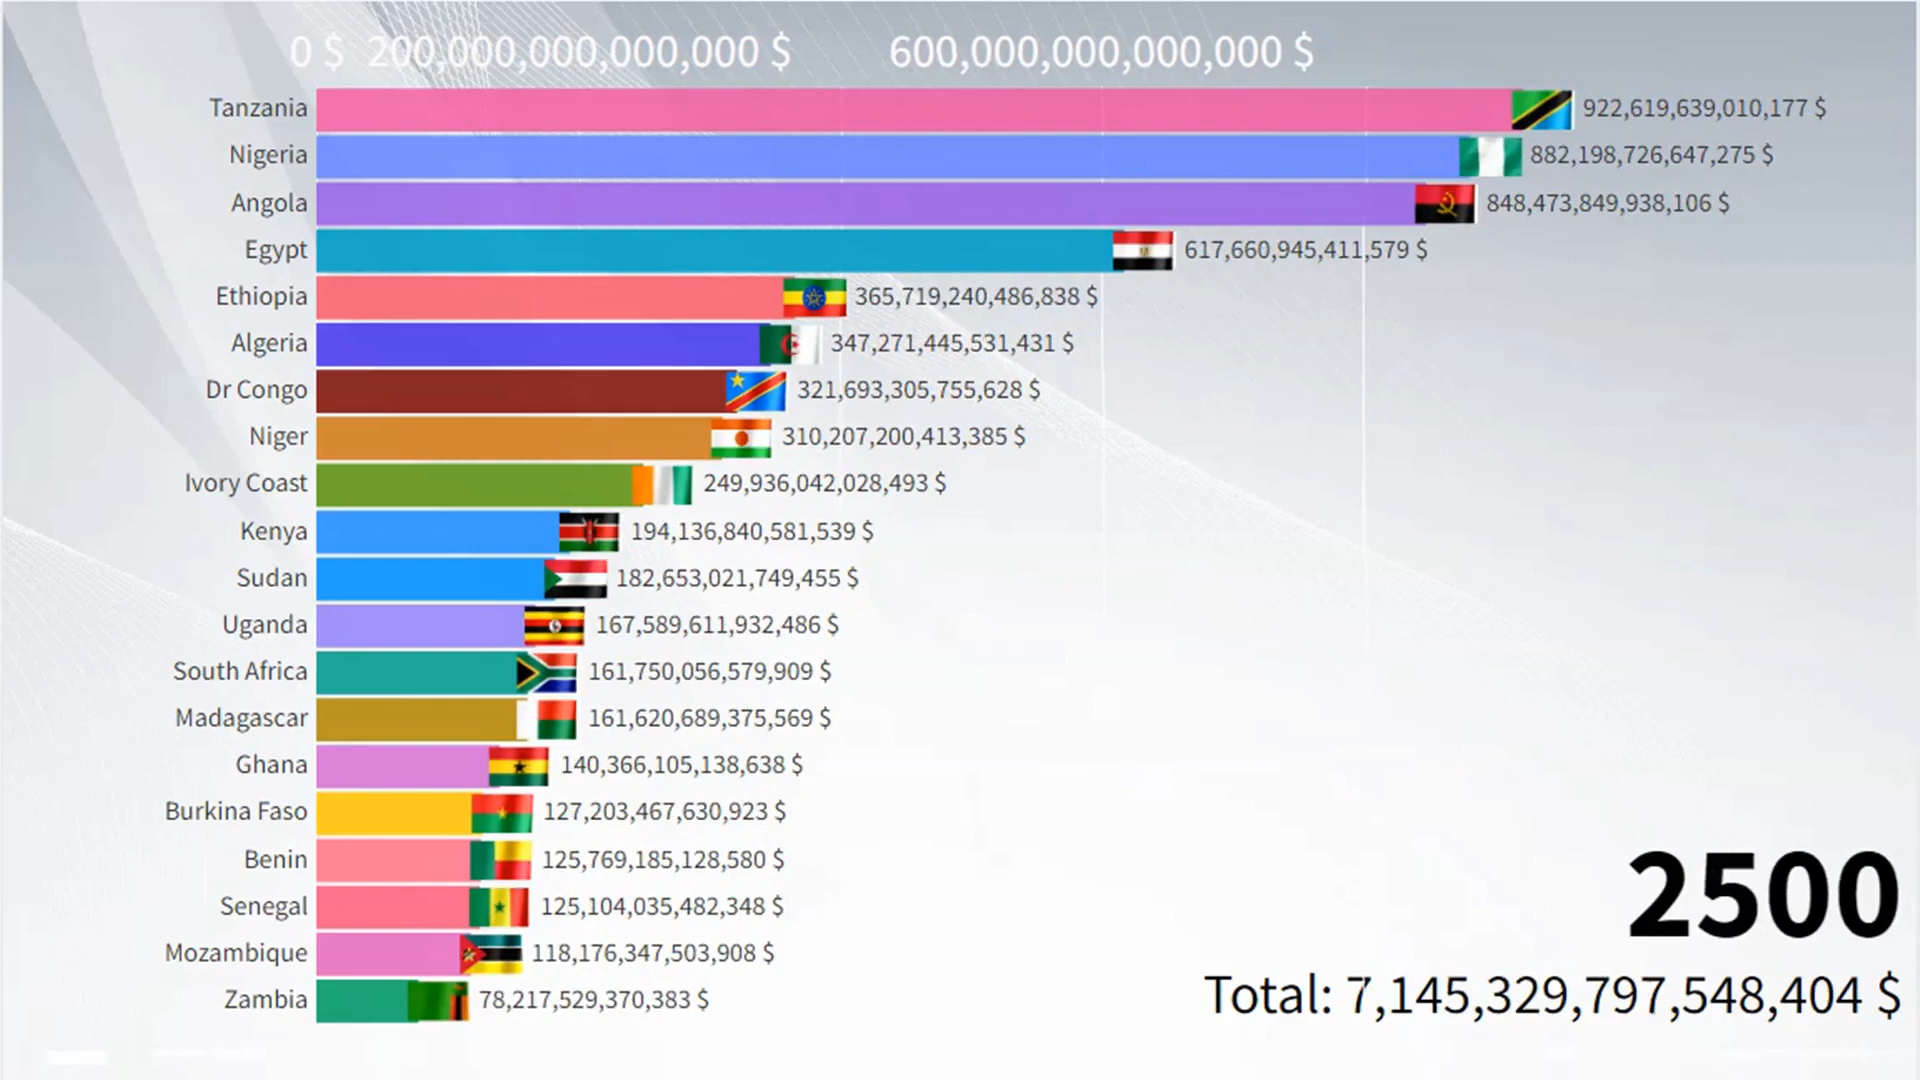 0 $ 200,000,000,000,000 $ 600,000,000,000,000 $
Tanzania 922,619,639,010,177 $
Nigeria 882,198,726,647,275 $
Angola 848,473,849,938,106 $
Egypt 617,660,945,411,579 $
Ethiopia 365,719,240,486,838 $
Algeria 347,271,445,531,431 $
Dr Congo 321,693,305,755,628 $
Niger 310,207,200,413,385 $
Ivory Coast 249,936,042,028,493 $
Kenya 194,136,840,581,539 $
Sudan 182,653,021,749,455 $
Uganda 167,589,611,932,486 $
South Africa 161,750,056,579,909 $
Madagascar 161,620,689,375,569 $
Ghana 140,366,105,138,638 $
Burkina Faso 127,203,467,630,923 $
Benin 125,769,185,128,580 $
Senegal 125,104,035,482,348 $
Mozambique 118,176,347,503,908 $
Zambia 78,217,529,370,383 $
2500
Total: 7,145,329,797,548,404 $